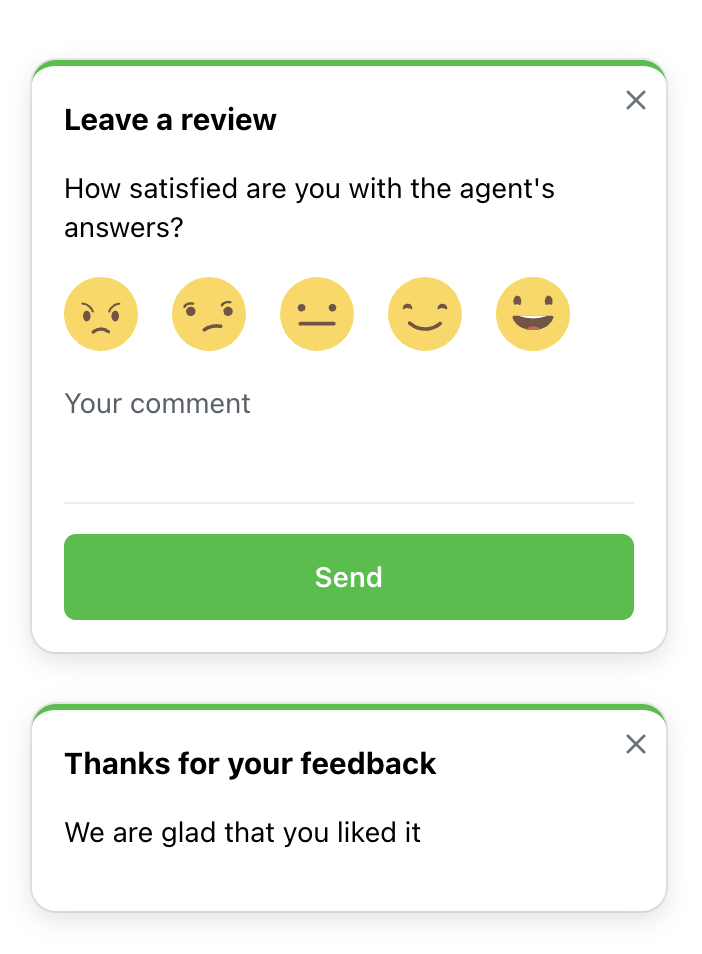 Leave a review
How satisfied are you with the agent's
answers?
Your comment
Send
Thanks for your feedback
We are glad that you liked it